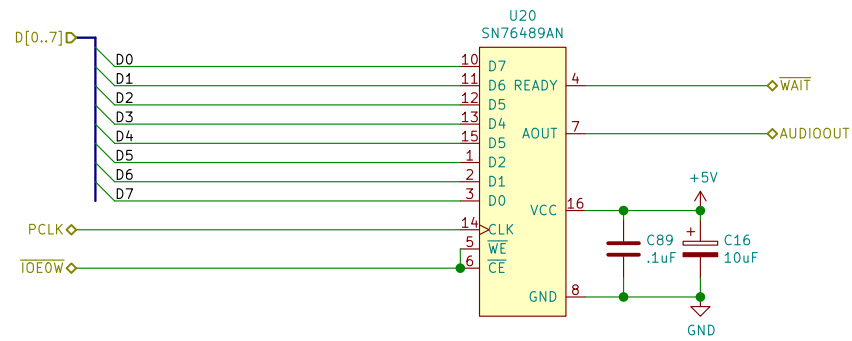 U20
SN76489AN
D[0..7]
D0 10 D7
D1 11 D6 READY 4 WAIT
D2 12 D5
D3 13 D4
D4 15 D5 AOUT 7 AUDIOOUT
D5 1 D2
D6 2 D1
D7 3 D0
+5V
VCC 16
PCLK 14 CLK
5 WE
IOE0W 6 CE
+
C89 C16
.1uF 10uF
GND 8
GND